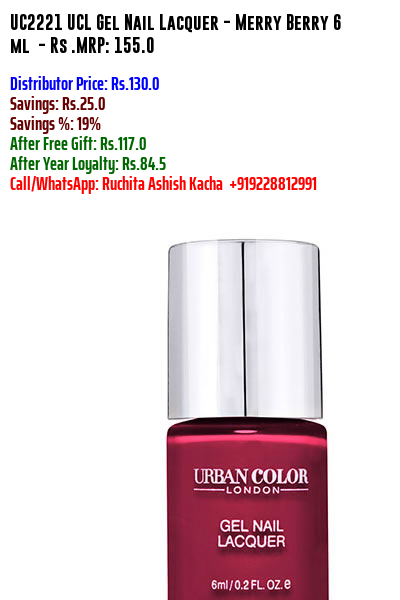 UC2221 UCL Gel Nail Lacquer - Merry Berry 6
ml - Rs .MRP: 155.0
Distributor Price: Rs.130.0
Savings: Rs.25.0
Savings %: 19%
After Free Gift: Rs.117.0
After Year Loyalty: Rs.84.5
Call/WhatsApp: Ruchita Ashish Kacha +919228812991
URBAN COLOR
LONDON
GEL NAIL
LACQUER
6ml/0.2 FL. OZ.e